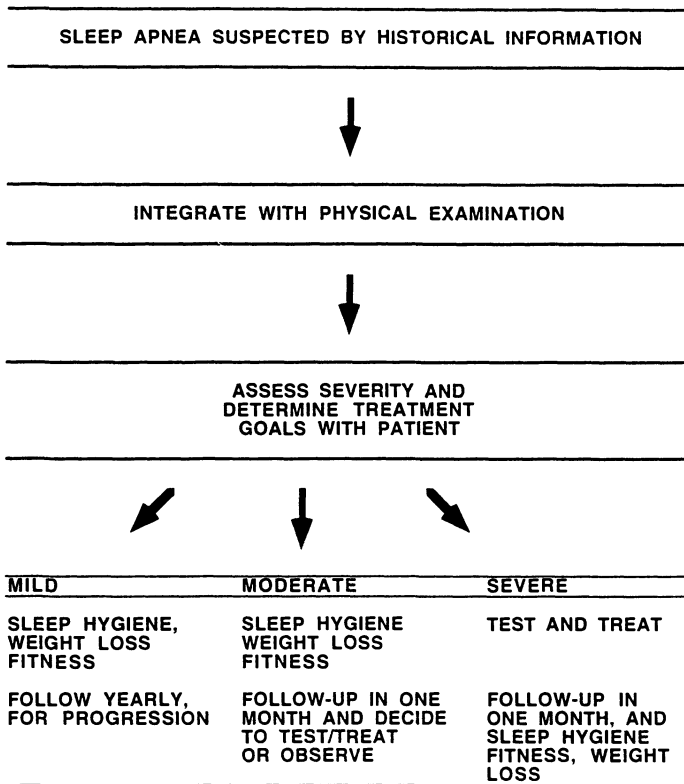 SLEEP APNEA SUSPECTED BY HISTORICAL INFORMATION
INTEGRATE WITH PHYSICAL EXAMINATION
ASSESS SEVERITY AND
DETERMINE TREATMENT
GOALS WITH PATIENT
MILD
SLEEP HYGIENE,
WEIGHT LOSS
FITNESS
FOLLOW YEARLY,
FOR PROGRESSION
MODERATE
SLEEP HYGIENE
WEIGHT LOSS
FITNESS
FOLLOW-UP IN ONE
MONTH AND DECIDE
TO TEST/TREAT
OR OBSERVE
SEVERE
TEST AND TREAT
FOLLOW-UP IN
ONE MONTH, AND
SLEEP HYGIENE
FITNESS, WEIGHT
LOSS